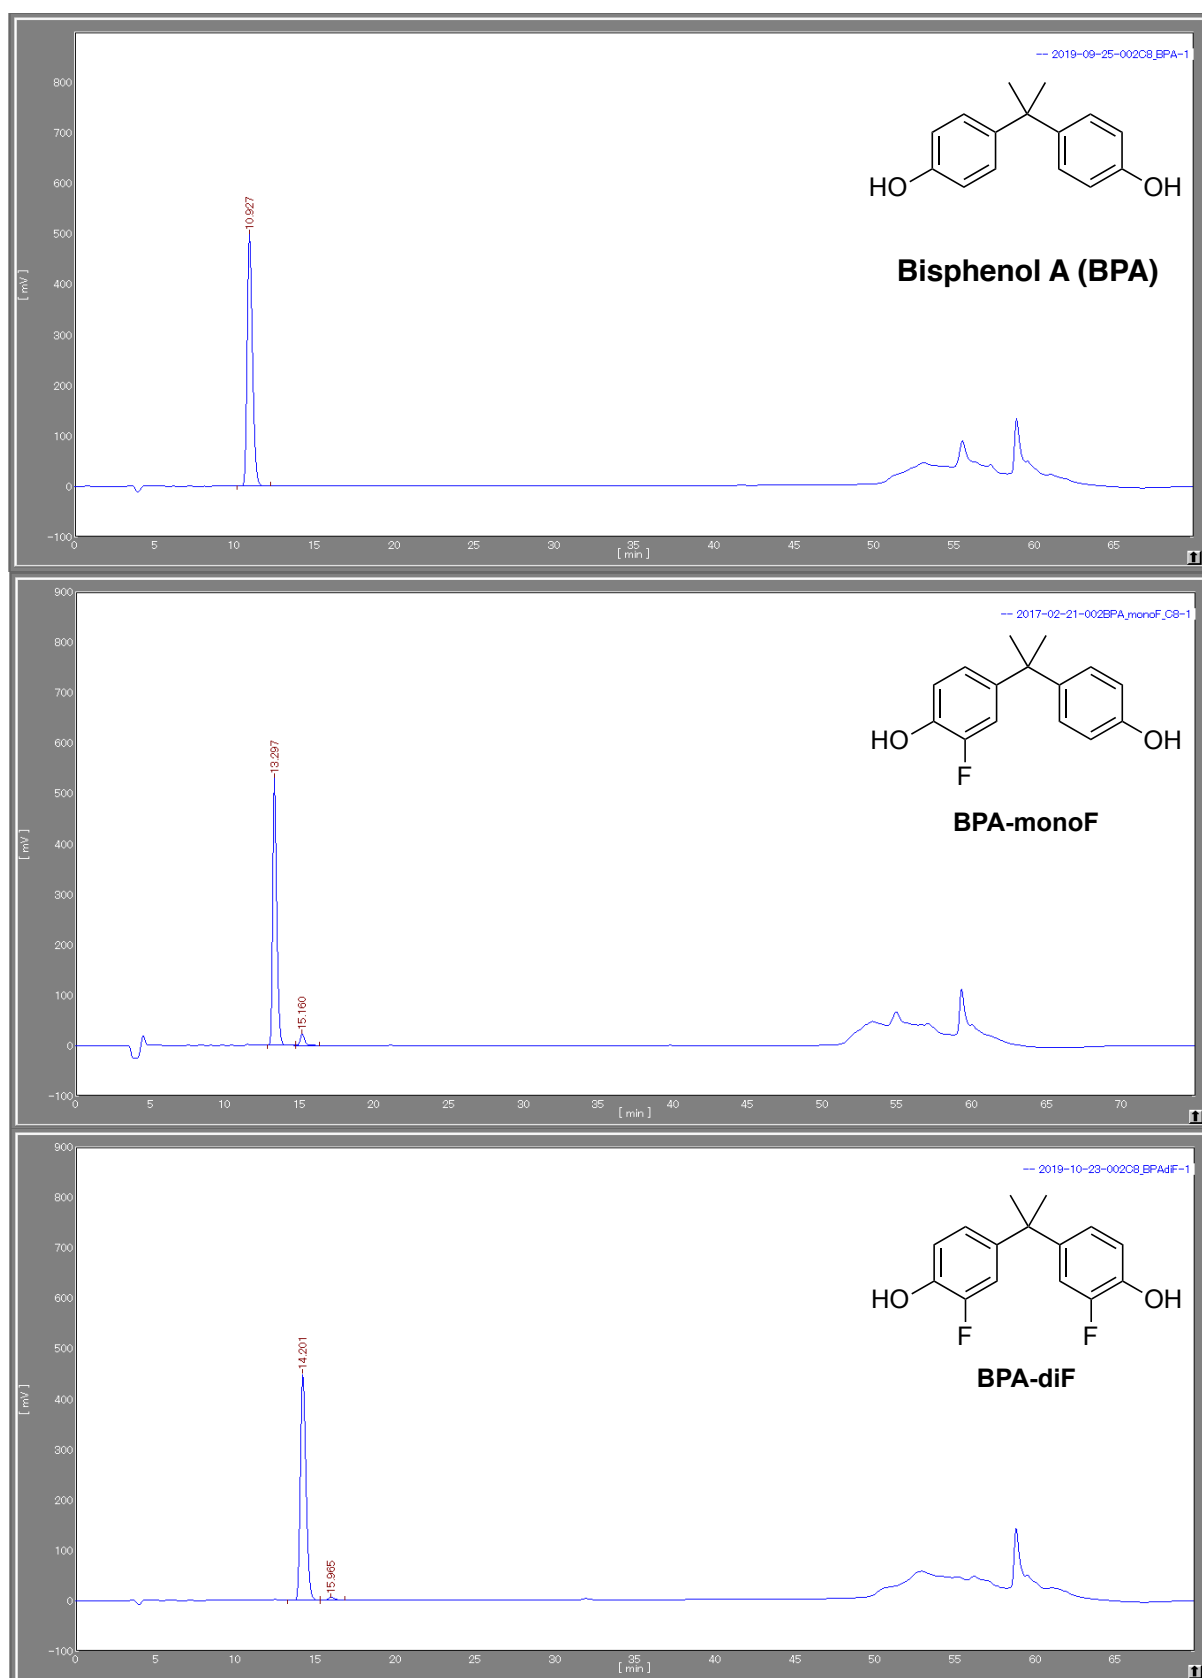 -- 2019-09-25-002C8_BPA-1
800
700
600
500
400
300
200
100
0
-100
[ mV ]
10.927
HO
OH
Bisphenol A (BPA)
0 5 10 15 20 25 30 35 40 45 50 55 60 65
[ min ]
-- 2017-02-21-002BPA_monoF_C8-1
900
800
700
600
500
400
300
200
100
0
-100
[ mV ]
13.297
15.160
HO
F
OH
BPA-monoF
0 5 10 15 20 25 30 35 40 45 50 55 60 65 70
[ min ]
-- 2019-10-23-002C8_BPAdiF-1
900
800
700
600
500
400
300
200
100
0
-100
[ mV ]
14.201
15.965
HO
F
F
OH
BPA-diF
0 5 10 15 20 25 30 35 40 45 50 55 60 65
[ min ]